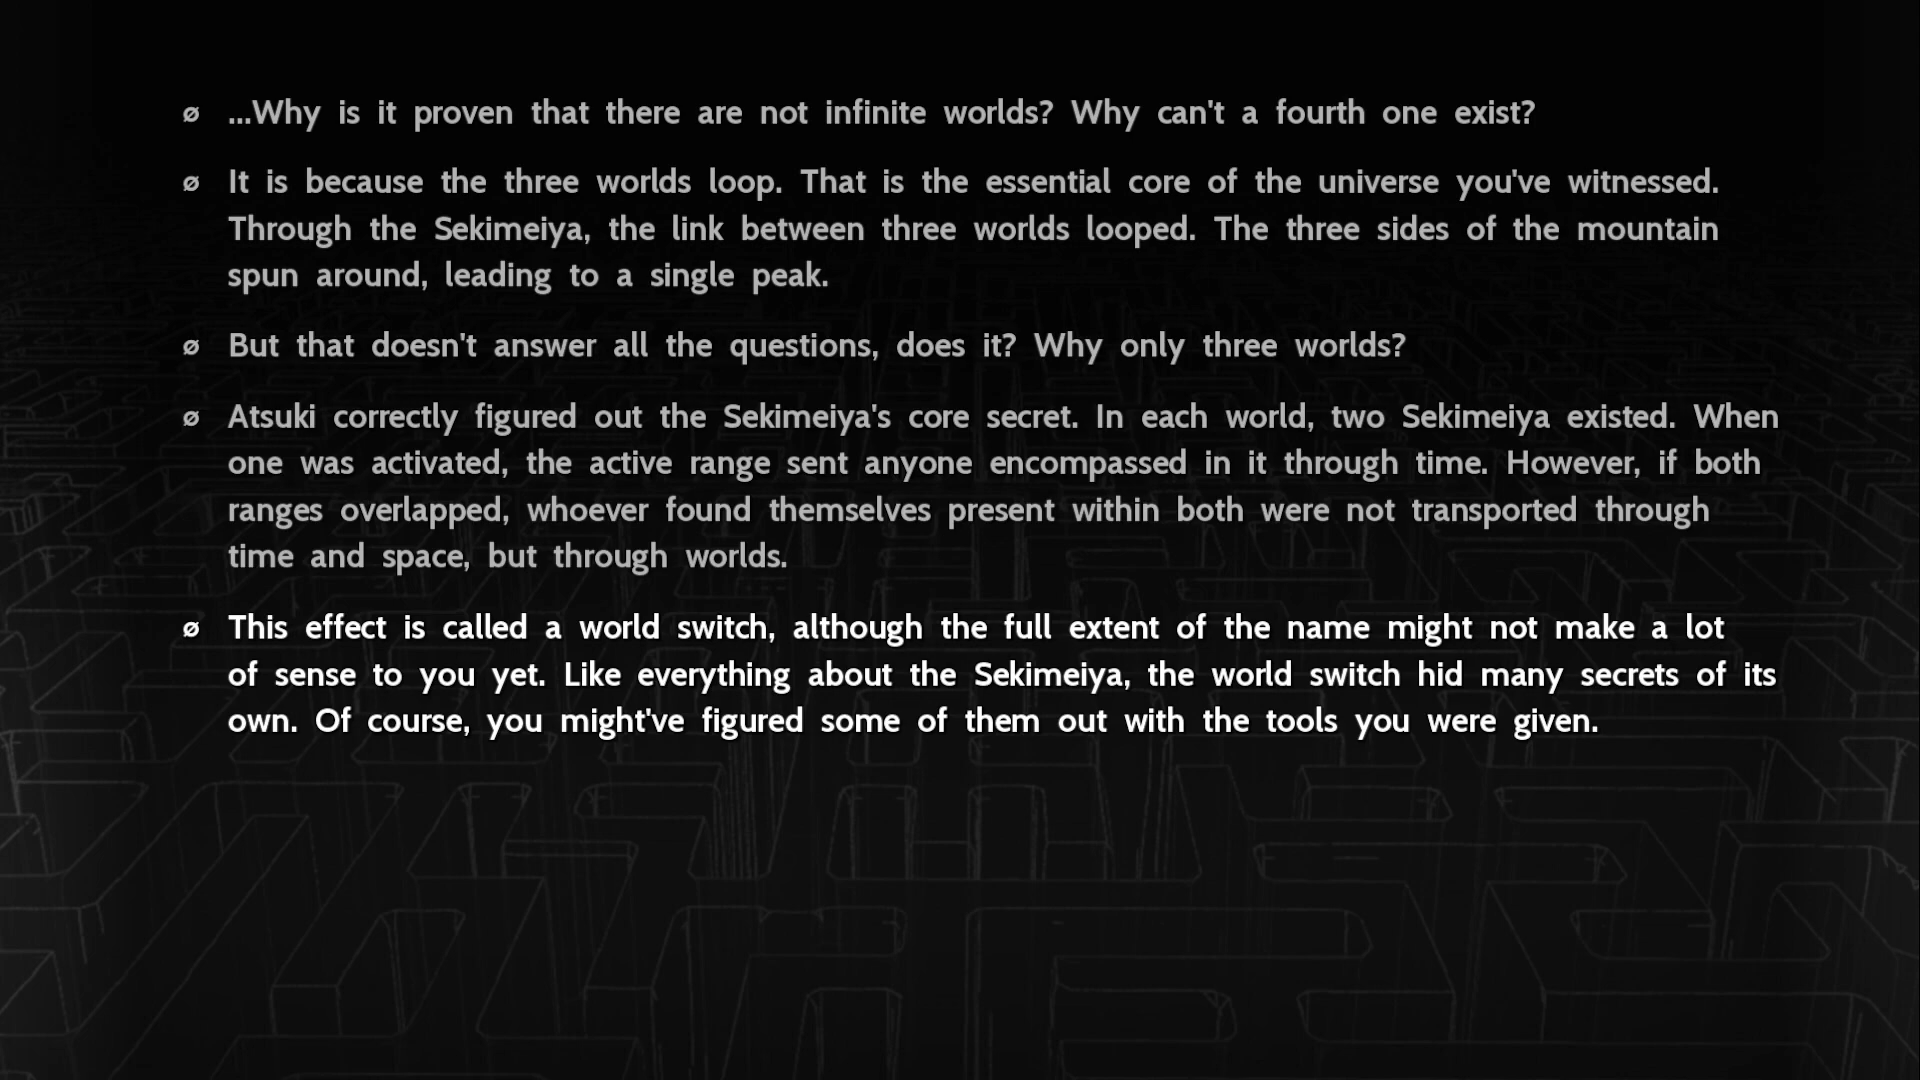 ø ...Why is it proven that there are not infinite worlds? Why can't a fourth one exist?
ø It is because the three worlds loop. That is the essential core of the universe you've witnessed.
Through the Sekimeiya, the link between three worlds looped. The three sides of the mountain
spun around, leading to a single peak.
ø But that doesn't answer all the questions, does it? Why only three worlds?
ø Atsuki correctly figured out the Sekimeiya's core secret. In each world, two Sekimeiya existed. When
one was activated, the active range sent anyone encompassed in it through time. However, if both
ranges overlapped, whoever found themselves present within both were not transported through
time and space, but through worlds.
ø This effect is called a world switch, although the full extent of the name might not make a lot
of sense to you yet. Like everything about the Sekimeiya, the world switch hid many secrets of its
own. Of course, you might've figured some of them out with the tools you were given.